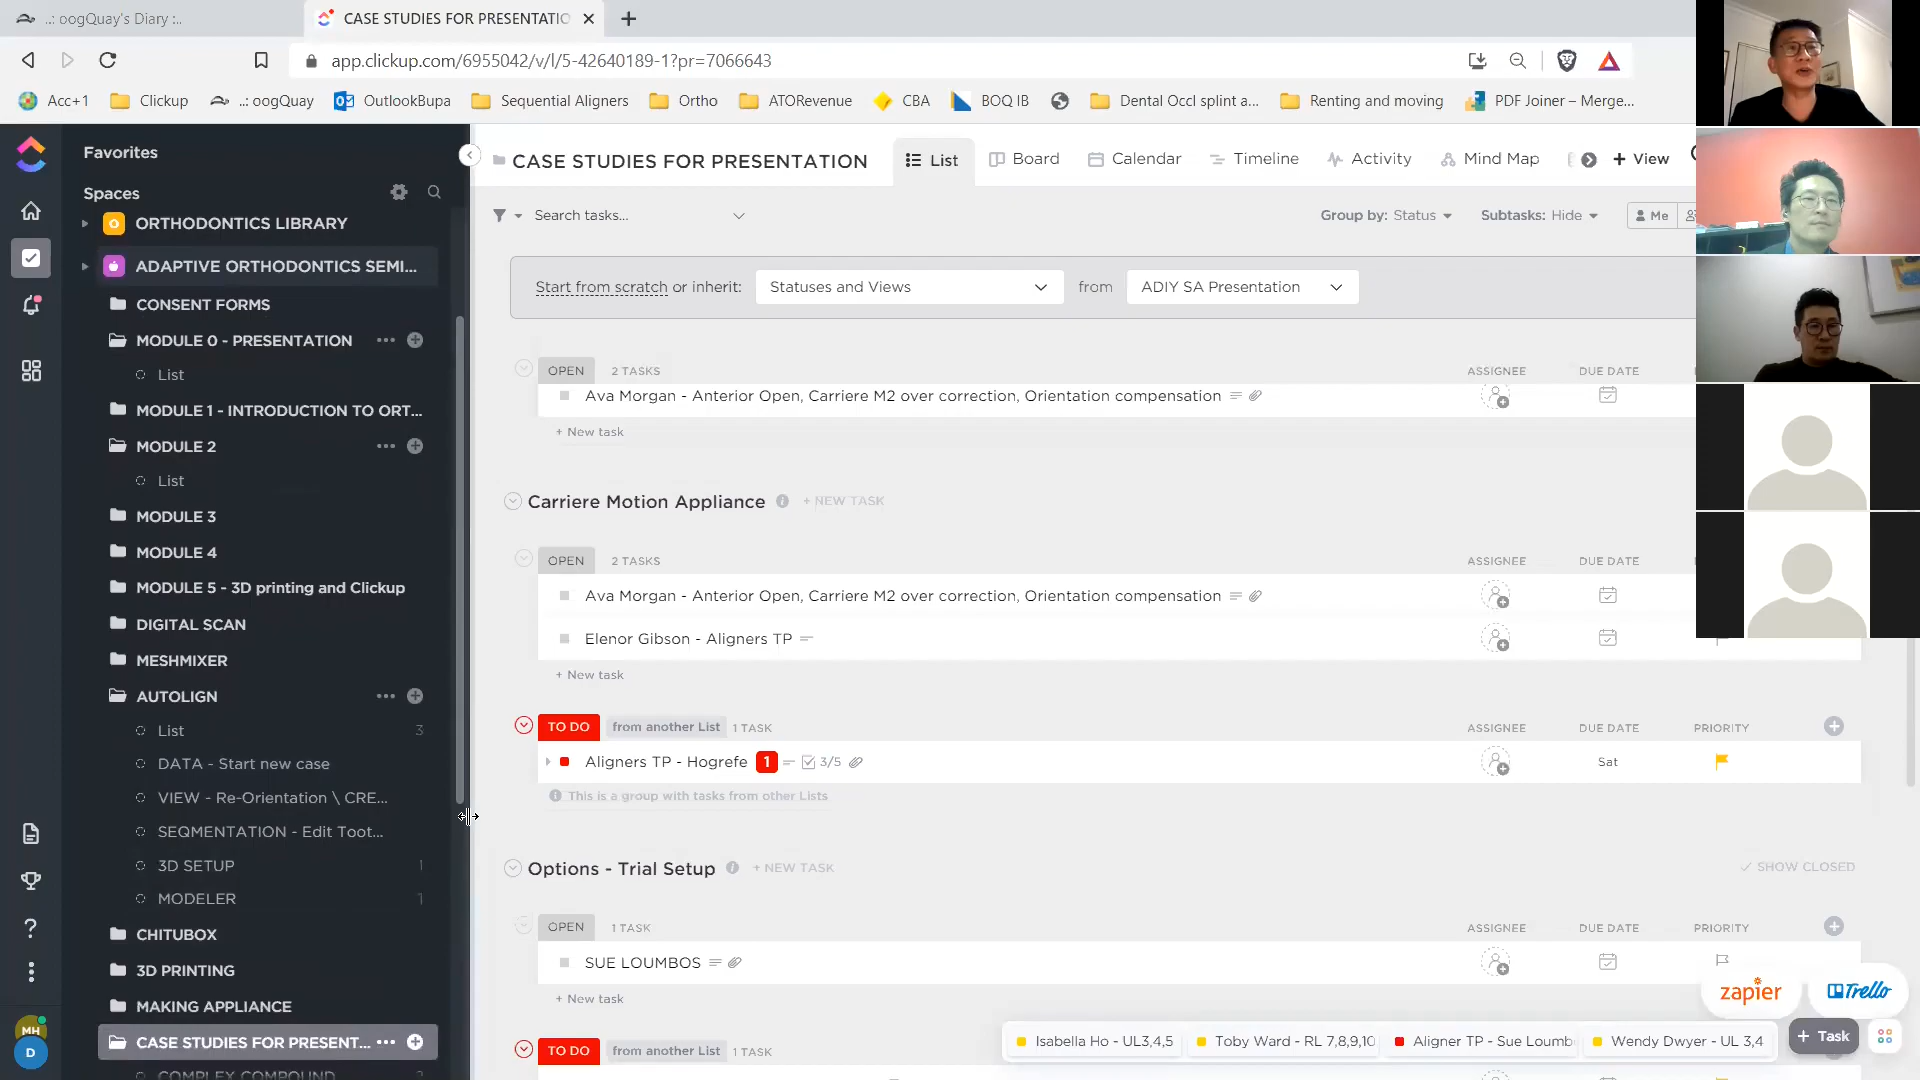 ..: oogQuay's Diary :..
CASE STUDIES FOR PRESENTATIO
app.clickup.com/6955042/v/l/5-42640189-1?pr=7066643
Acc+1
Clickup
..: oogQuay
OutlookBupa
Sequential Aligners
Ortho
ATORevenue
CBA
BOQ IB
Dental Occl splint a...
Renting and moving
PDF Joiner – Merge...
Favorites
Spaces
ORTHODONTICS LIBRARY
ADAPTIVE ORTHODONTICS SEMI...
CONSENT FORMS
MODULE 0 - PRESENTATION
List
MODULE 1 - INTRODUCTION TO ORT...
MODULE 2
List
MODULE 3
MODULE 4
MODULE 5 - 3D printing and Clickup
DIGITAL SCAN
MESHMIXER
AUTOLIGN
List 3
DATA - Start new case
VIEW - Re-Orientation \ CRE...
SEQMENTATION - Edit Toot...
3D SETUP 1
MODELER 1
CHITUBOX
3D PRINTING
MAKING APPLIANCE
CASE STUDIES FOR PRESENT...
COMPLEX COMPOUND
MH
D
CASE STUDIES FOR PRESENTATION
List
Board
Calendar
Timeline
Activity
Mind Map
+ View
Search tasks...
Group by: Status
Subtasks: Hide
Me
Start from scratch or inherit:
Statuses and Views
from
ADIY SA Presentation
OPEN 2 TASKS ASSIGNEE DUE DATE
Ava Morgan - Anterior Open, Carriere M2 over correction, Orientation compensation
+ New task
Carriere Motion Appliance + NEW TASK
OPEN 2 TASKS ASSIGNEE DUE DATE
Ava Morgan - Anterior Open, Carriere M2 over correction, Orientation compensation
Elenor Gibson - Aligners TP
+ New task
TO DO from another List 1 TASK ASSIGNEE DUE DATE PRIORITY
Aligners TP - Hogrefe 1 3/5 Sat
This is a group with tasks from other Lists
Options - Trial Setup + NEW TASK SHOW CLOSED
OPEN 1 TASK ASSIGNEE DUE DATE PRIORITY
SUE LOUMBOS
+ New task
zapier
Trello
TO DO from another List 1 TASK
Isabella Ho - UL3,4,5
Toby Ward - RL 7,8,9,10
Aligner TP - Sue Loumb
Wendy Dwyer - UL 3,4
+ Task